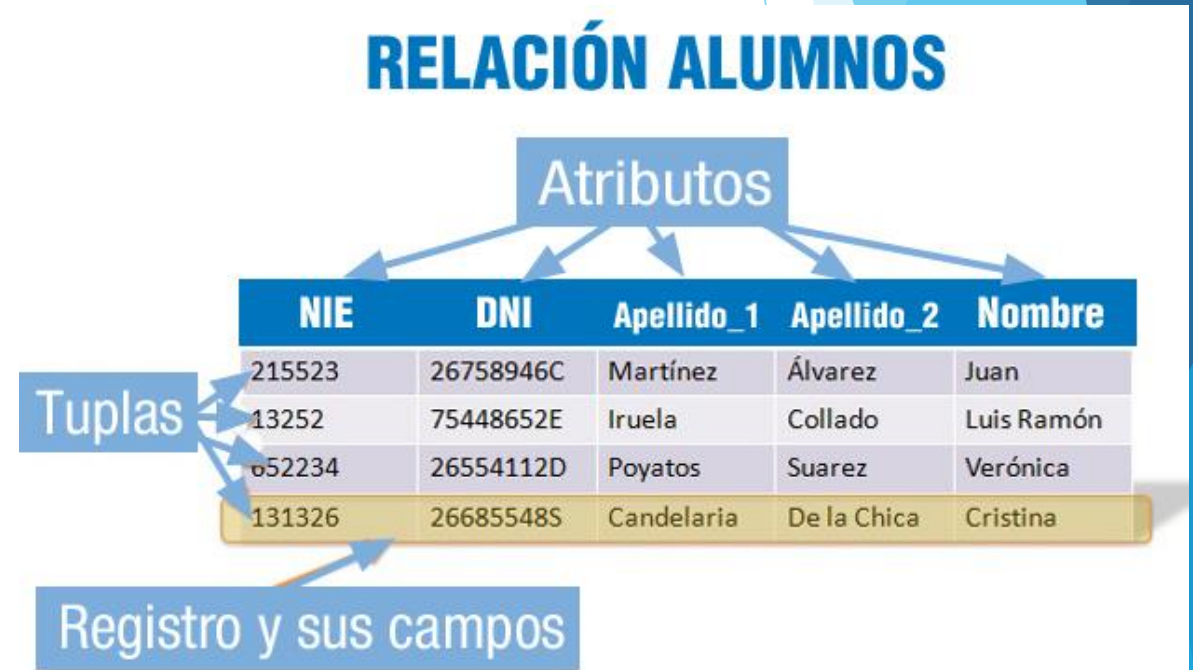 RELACIÓN ALUMNOS
Atributos
NIE DNI Apellido_1 Apellido_2 Nombre
215523 26758946C Martínez Álvarez Juan
Tuplas
13252 75448652E Iruela Collado Luis Ramón
652234 26554112D Poyatos Suarez Verónica
131326 26685548S Candelaria De la Chica Cristina
Registro y sus campos